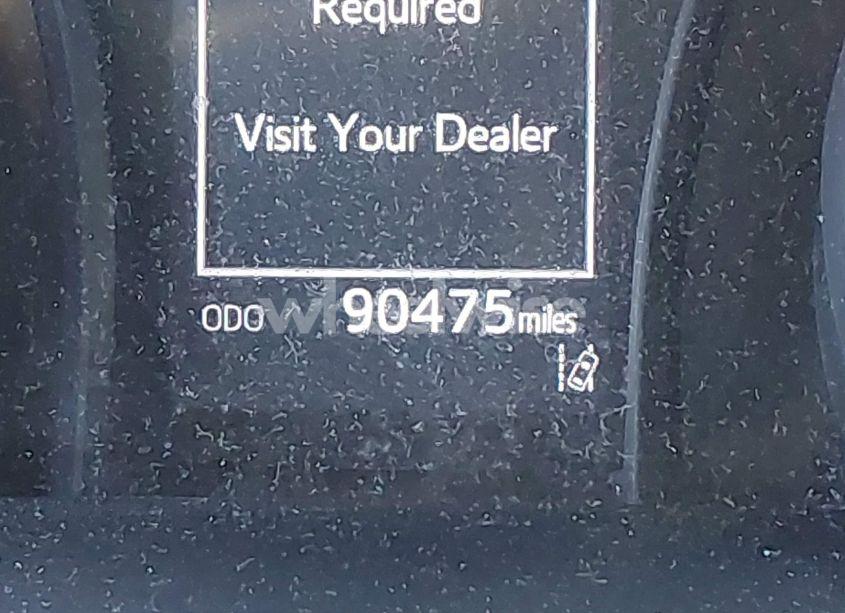 Required
Visit Your Dealer
ODO 90475 miles